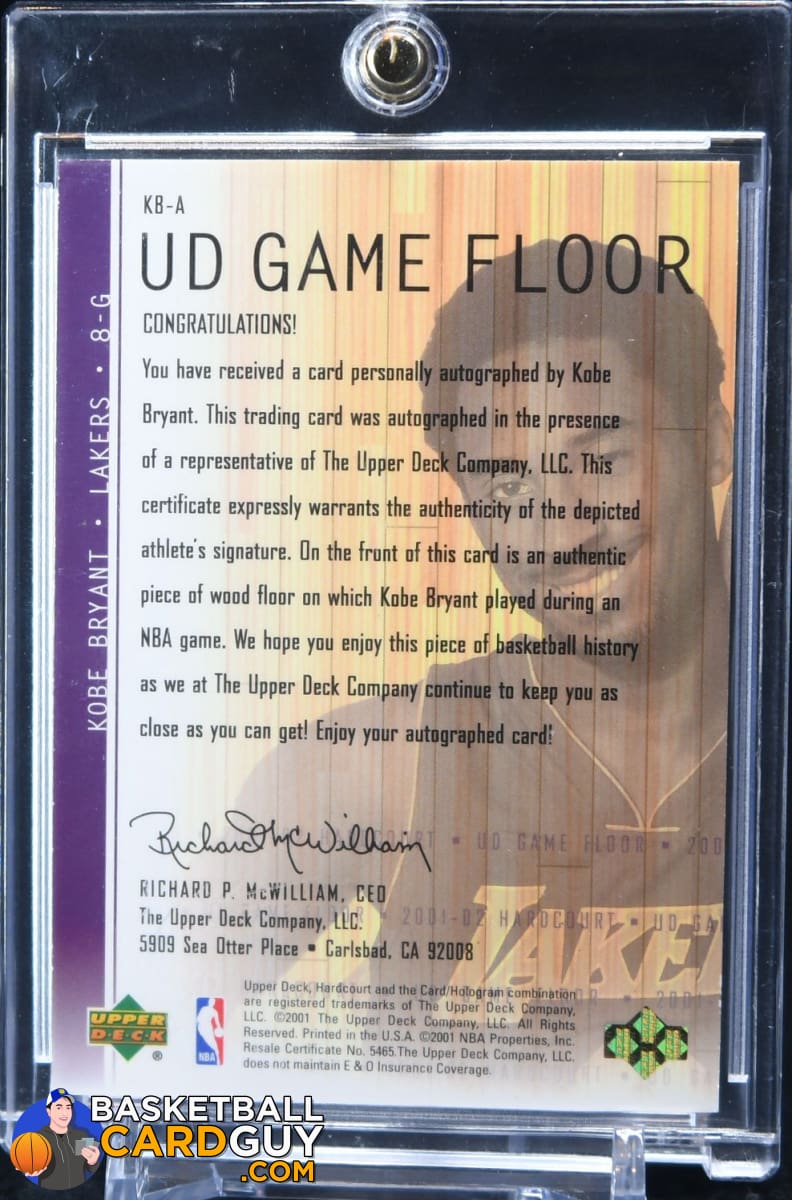 KB-A
UD GAME FLOOR
CONGRATULATIONS!
You have received a card personally autographed by Kobe
Bryant. This trading card was autographed in the presence
of a representative of The Upper Deck Company, LLC. This
certificate expressly warrants the authenticity of the depicted
athlete's signature. On the front of this card is an authentic
piece of wood floor on which Kobe Bryant played during an
NBA game. We hope you enjoy this piece of basketball history
as we at The Upper Deck Company continue to keep you as
close as you can get! Enjoy your autographed card!
KOBE BRYANT • LAKERS • 8-G
Richard P McWilliam
RICHARD P. McWILLIAM, CEO
The Upper Deck Company, LLC.
5909 Sea Otter Place ▪ Carlsbad, CA 92008
UD GAME FLOOR ▪ 200
2001-02 HARDCOURT ▪ UD GA
LAKE
Upper Deck, Hardcourt and the Card/Hologram combination
are registered trademarks of The Upper Deck Company,
LLC. ©2001 The Upper Deck Company, LLC. All Rights
Reserved. Printed in the U.S.A. ©2001 NBA Properties, Inc.
Resale Certificate No. 5465.The Upper Deck Company, LLC.
does not maintain E & O Insurance Coverage.
UPPER
DECK
®
NBA
BASKETBALL
CARDGUY
.COM